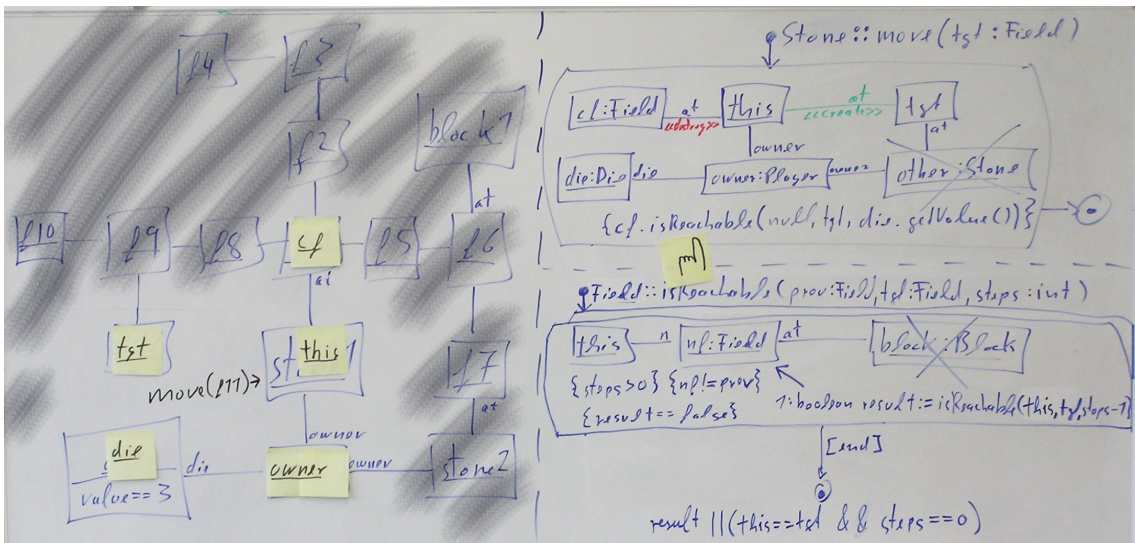 f4
f3
f2
block1
at
f10
f9
f8
cf
f5
f6
at
tgt
st
this
1
move(f11)
f7
at
owner
die
value==3
die
owner
owner
stone2
Stone::move(tgt:Field)
cf:Field
at
<<destroy>>
this
at
<<create>>
tgt
owner
at
die:Die
die
owner:Player
owner
other:Stone
{cf.isReachable(null,tgt,die.getValue())}
Field::isReachable(prev:Field,tgt:Field,steps:int)
this
n
nf:Field
at
block:Block
{steps>0} {nf!=prev}
{result==false}
1:boolean result:=isReachable(this,tgt,steps-1)
[end]
result ||(this==tgt && steps==0)